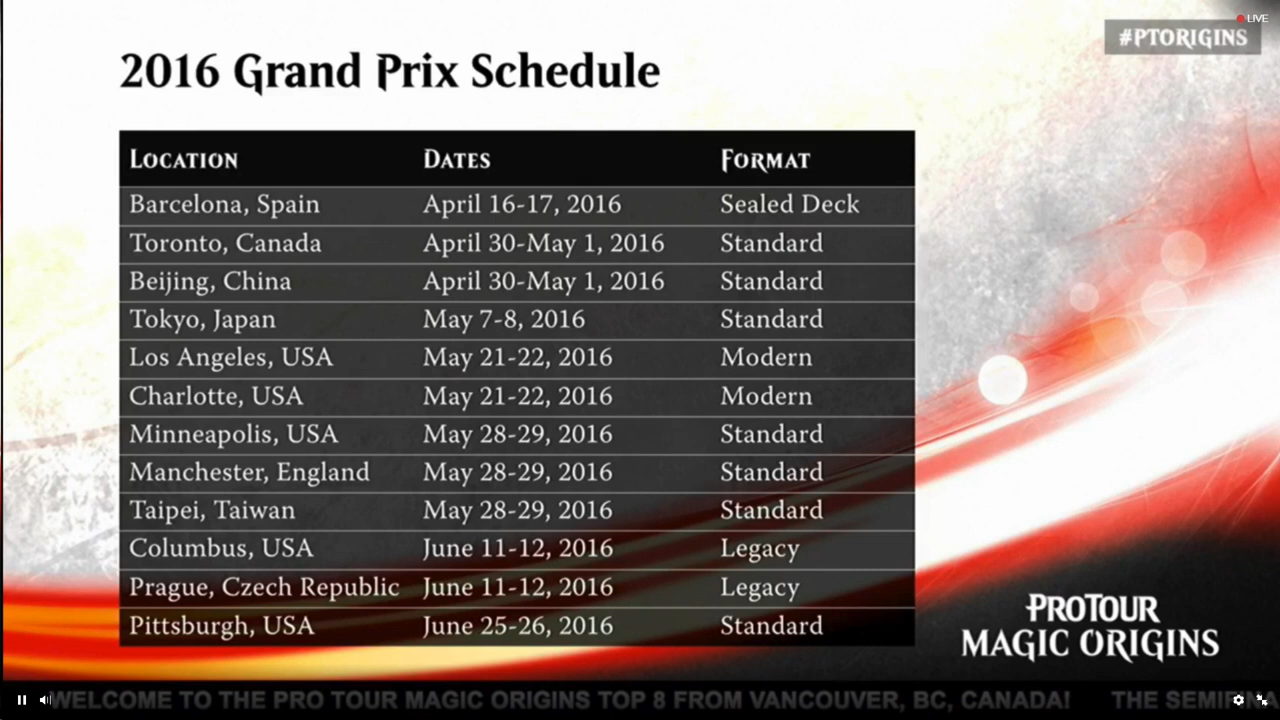 LIVE
#PTORIGINS
2016 Grand Prix Schedule
LOCATION DATES FORMAT
Barcelona, Spain April 16-17, 2016 Sealed Deck
Toronto, Canada April 30-May 1, 2016 Standard
Beijing, China April 30-May 1, 2016 Standard
Tokyo, Japan May 7-8, 2016 Standard
Los Angeles, USA May 21-22, 2016 Modern
Charlotte, USA May 21-22, 2016 Modern
Minneapolis, USA May 28-29, 2016 Standard
Manchester, England May 28-29, 2016 Standard
Taipei, Taiwan May 28-29, 2016 Standard
Columbus, USA June 11-12, 2016 Legacy
Prague, Czech Republic June 11-12, 2016 Legacy
Pittsburgh, USA June 25-26, 2016 Standard
PROTOUR
MAGIC ORIGINS
WELCOME TO THE PRO TOUR MAGIC ORIGINS TOP 8 FROM VANCOUVER, BC, CANADA! THE